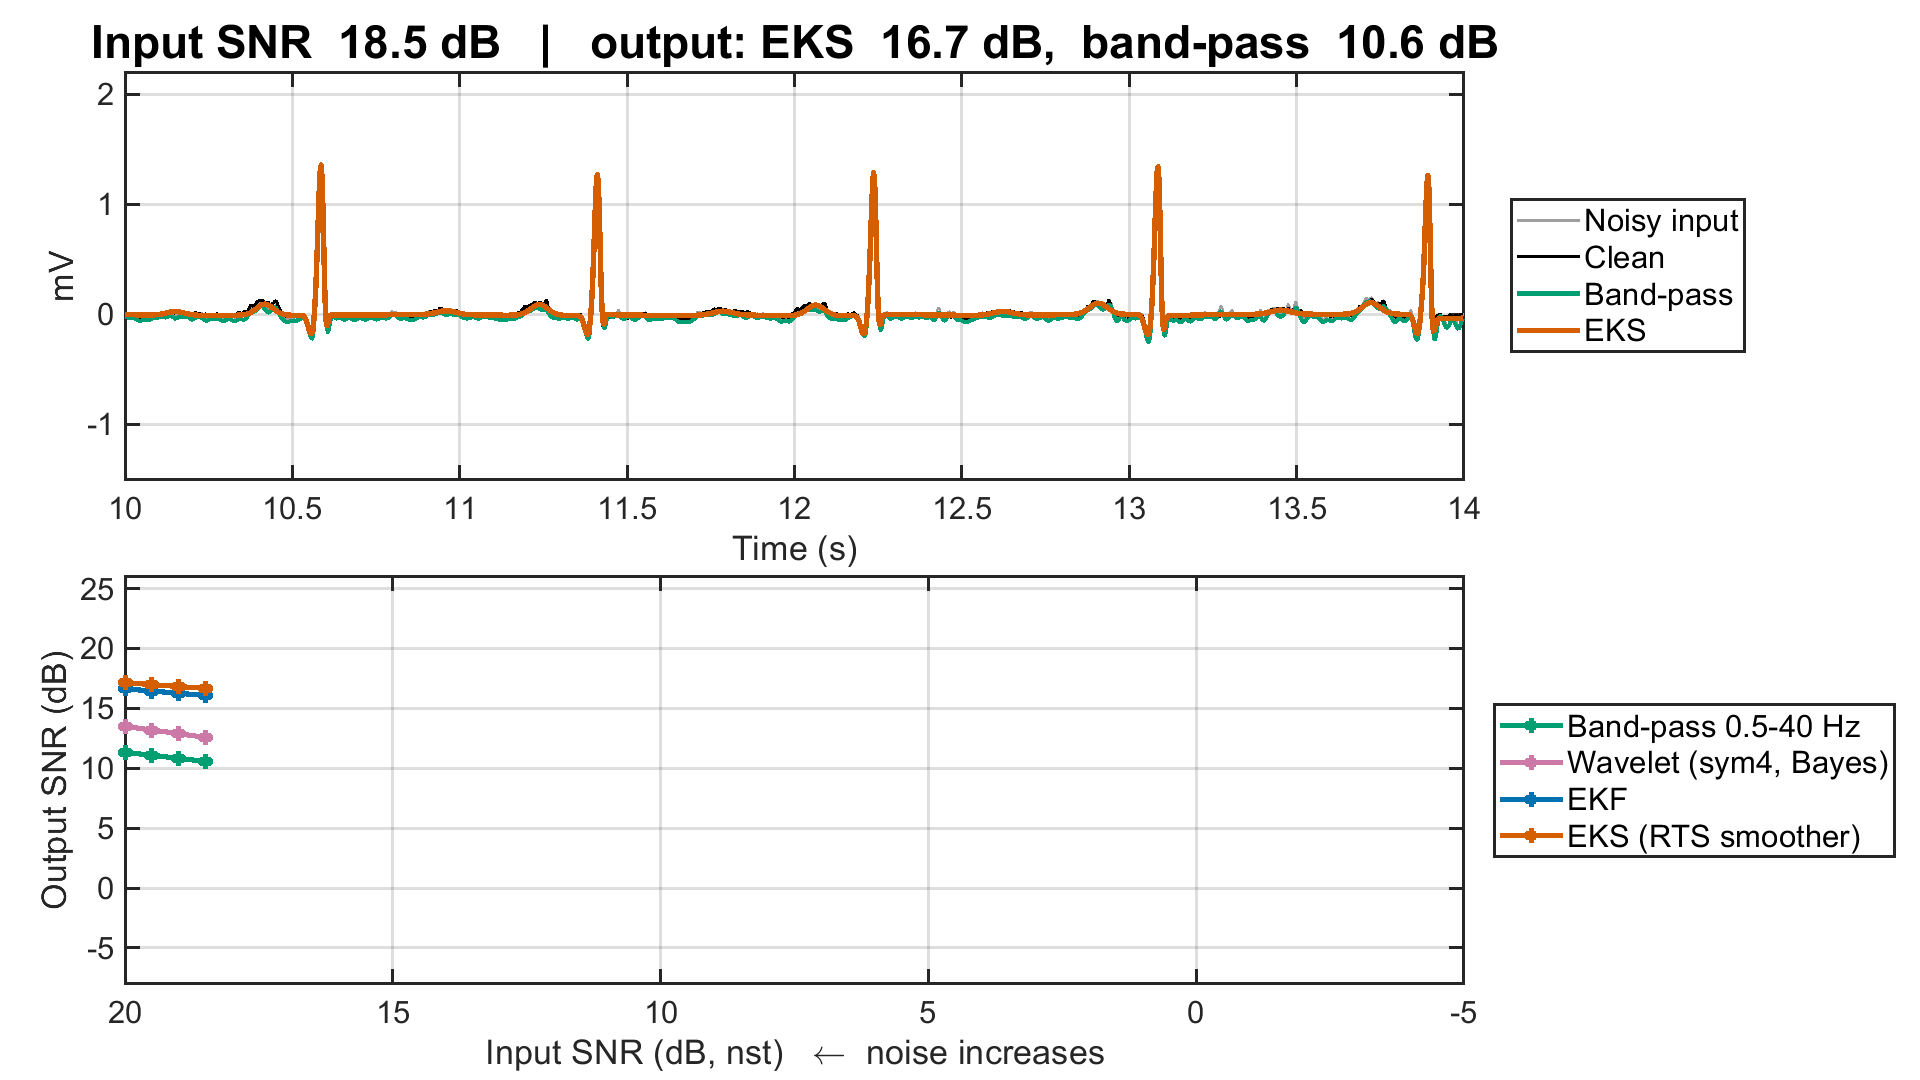 Input SNR  18.5 dB   |   output: EKS  16.7 dB,  band-pass  10.6 dB
2
1
0
-1
mV
10
10.5
11
11.5
12
12.5
13
13.5
14
Time (s)
Noisy input
Clean
Band-pass
EKS
25
20
15
10
5
0
-5
Output SNR (dB)
20
15
10
5
0
-5
Input SNR (dB, nst)   ←  noise increases
Band-pass 0.5-40 Hz
Wavelet (sym4, Bayes)
EKF
EKS (RTS smoother)